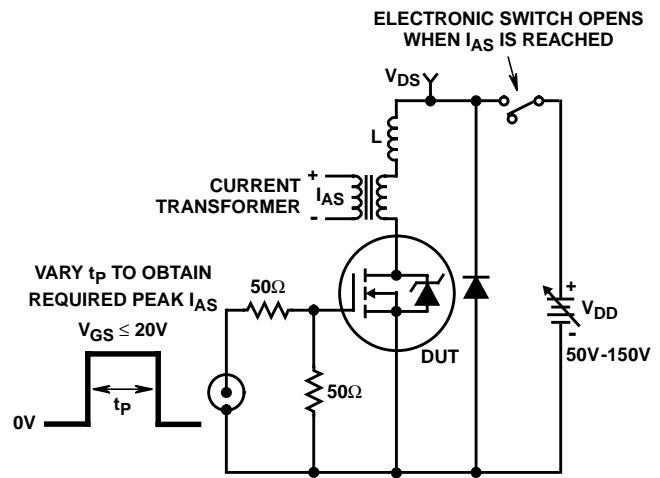 ELECTRONIC SWITCH OPENS
WHEN IAS IS REACHED
VDS
L
+
CURRENT
TRANSFORMER
IAS
-
VARY tP TO OBTAIN
REQUIRED PEAK IAS
50Ω
VGS ≤ 20V
DUT
+
VDD
-
50V-150V
50Ω
0V
tP